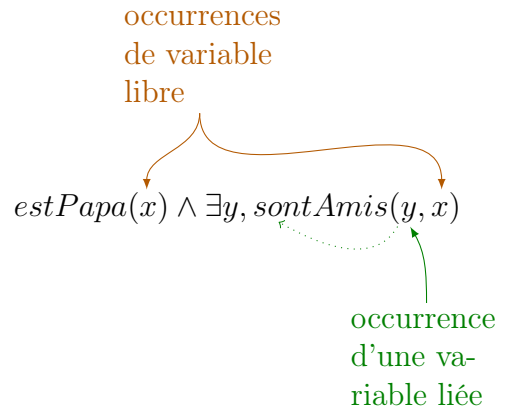 occurrences
de variable
libre
estPapa(x) ∧ ∃y, sontAmis(y, x)
occurrence
d'une va-
riable liée